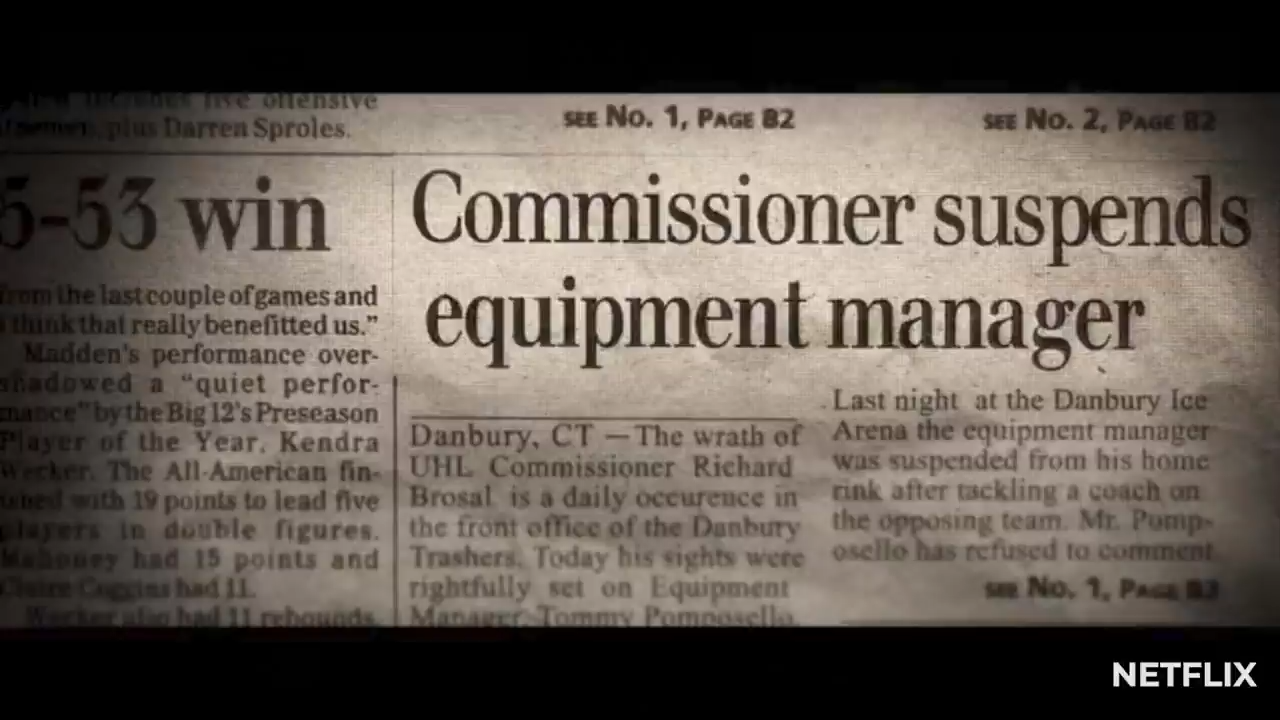 five offensive
plus Darren Sproles.
5-53 win
from the last couple of games and
think that really benefitted us."
Madden's performance over-
shadowed a "quiet perfor-
mance" by the Big 12's Preseason
Player of the Year, Kendra
Wecker. The All-American fin-
ished with 19 points to lead five
players in double figures.
Mahoney had 15 points and
Claire Coggins had 11.
Wecker also had 11 rebounds
SEE No. 1, PAGE B2
SEE No. 2, PAGE B2
Commissioner suspends
equipment manager
Danbury, CT —The wrath of
UHL Commissioner Richard
Brosal is a daily occurence in
the front office of the Danbury
Trashers. Today his sights were
rightfully set on Equipment
Manager, Tommy Pomposello.
Last night at the Danbury Ice
Arena the equipment manager
was suspended from his home
rink after tackling a coach on
the opposing team. Mr. Pomp-
osello has refused to comment
SEE No. 1, PAGE B3
NETFLIX